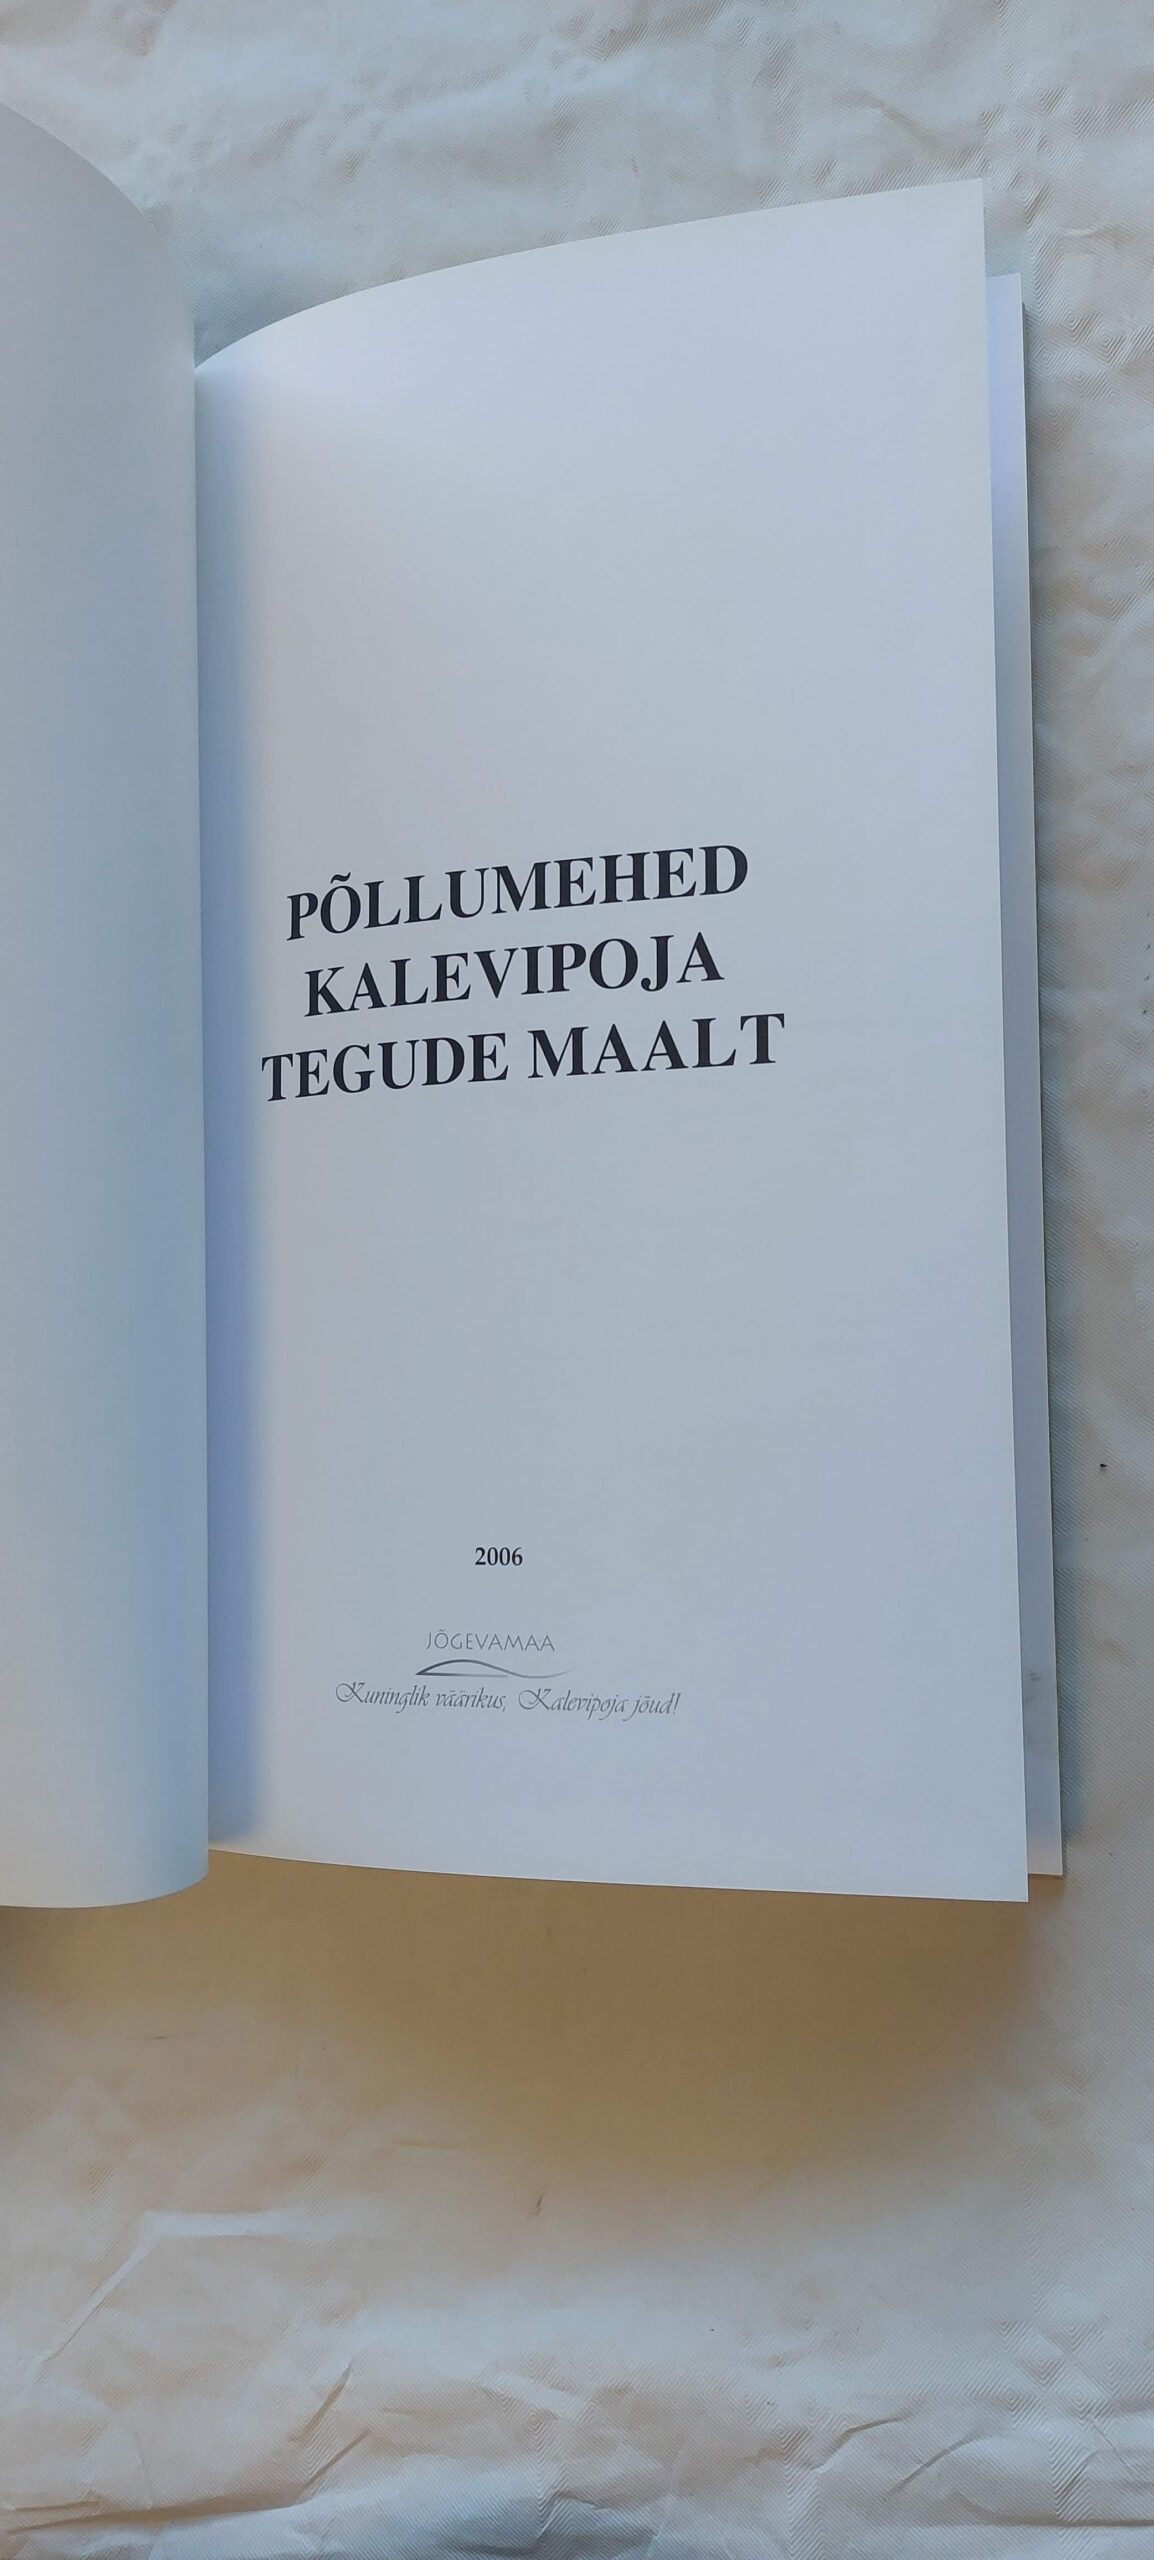 PÕLLUMEHED
KALEVIPOJA
TEGUDE MAALT
2006
JÕGEVAMAA
Kuninglik väärikus, Kalevipoja jõud!